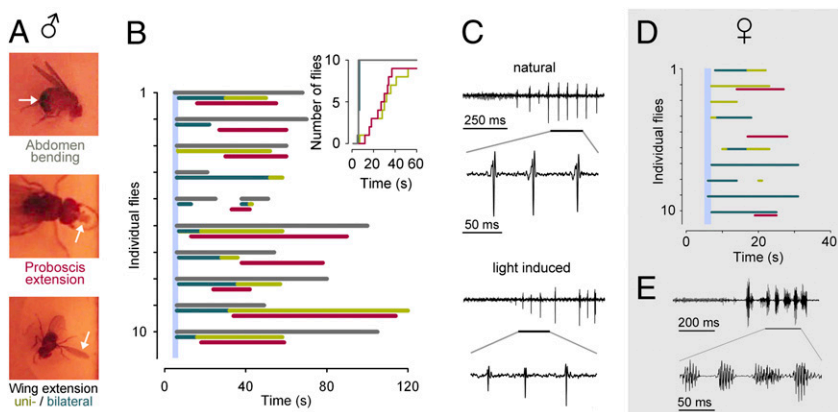 A ♂
Abdomen
bending
Proboscis
extension
Wing extension
uni- / bilateral
B
Individual flies
1
10
0
40
80
120
Time (s)
Number of flies
10
5
0
0 20 40 60
Time (s)
C
natural
250 ms
50 ms
light induced
D ♀
Individual flies
1
10
0
20
40
Time (s)
E
200 ms
50 ms